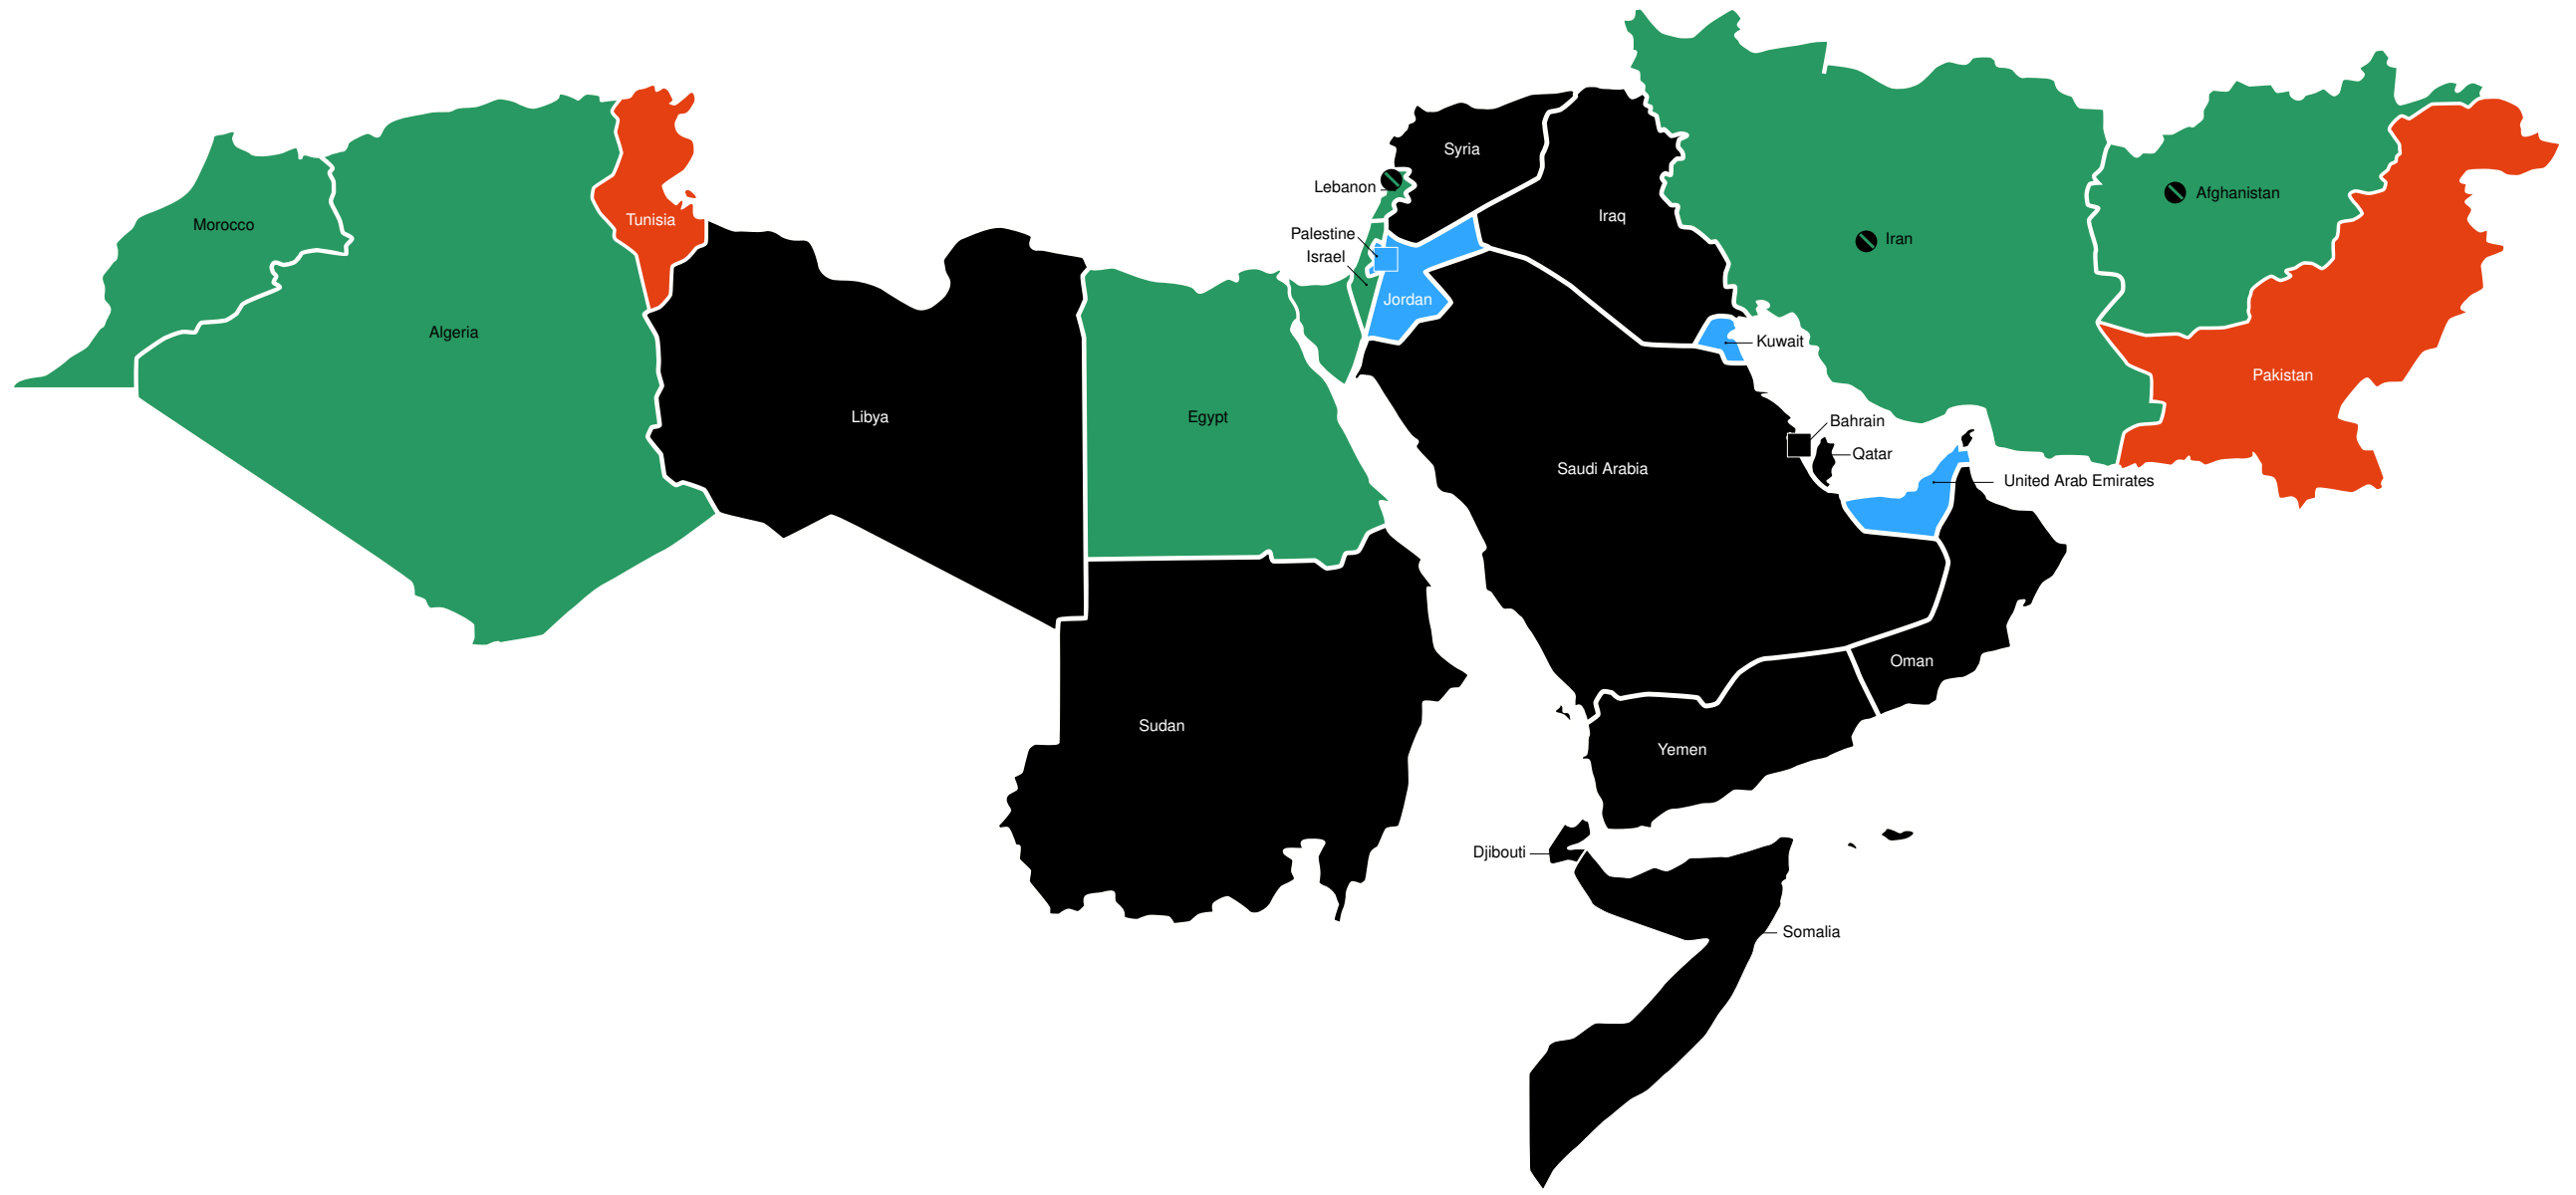 Syria
Lebanon
Afghanistan
Iraq
Tunisia
Morocco
Palestine
Iran
Israel
Jordan
Algeria
Kuwait
Pakistan
Libya
Egypt
Bahrain
Qatar
Saudi Arabia
United Arab Emirates
Oman
Sudan
Yemen
Djibouti
Somalia